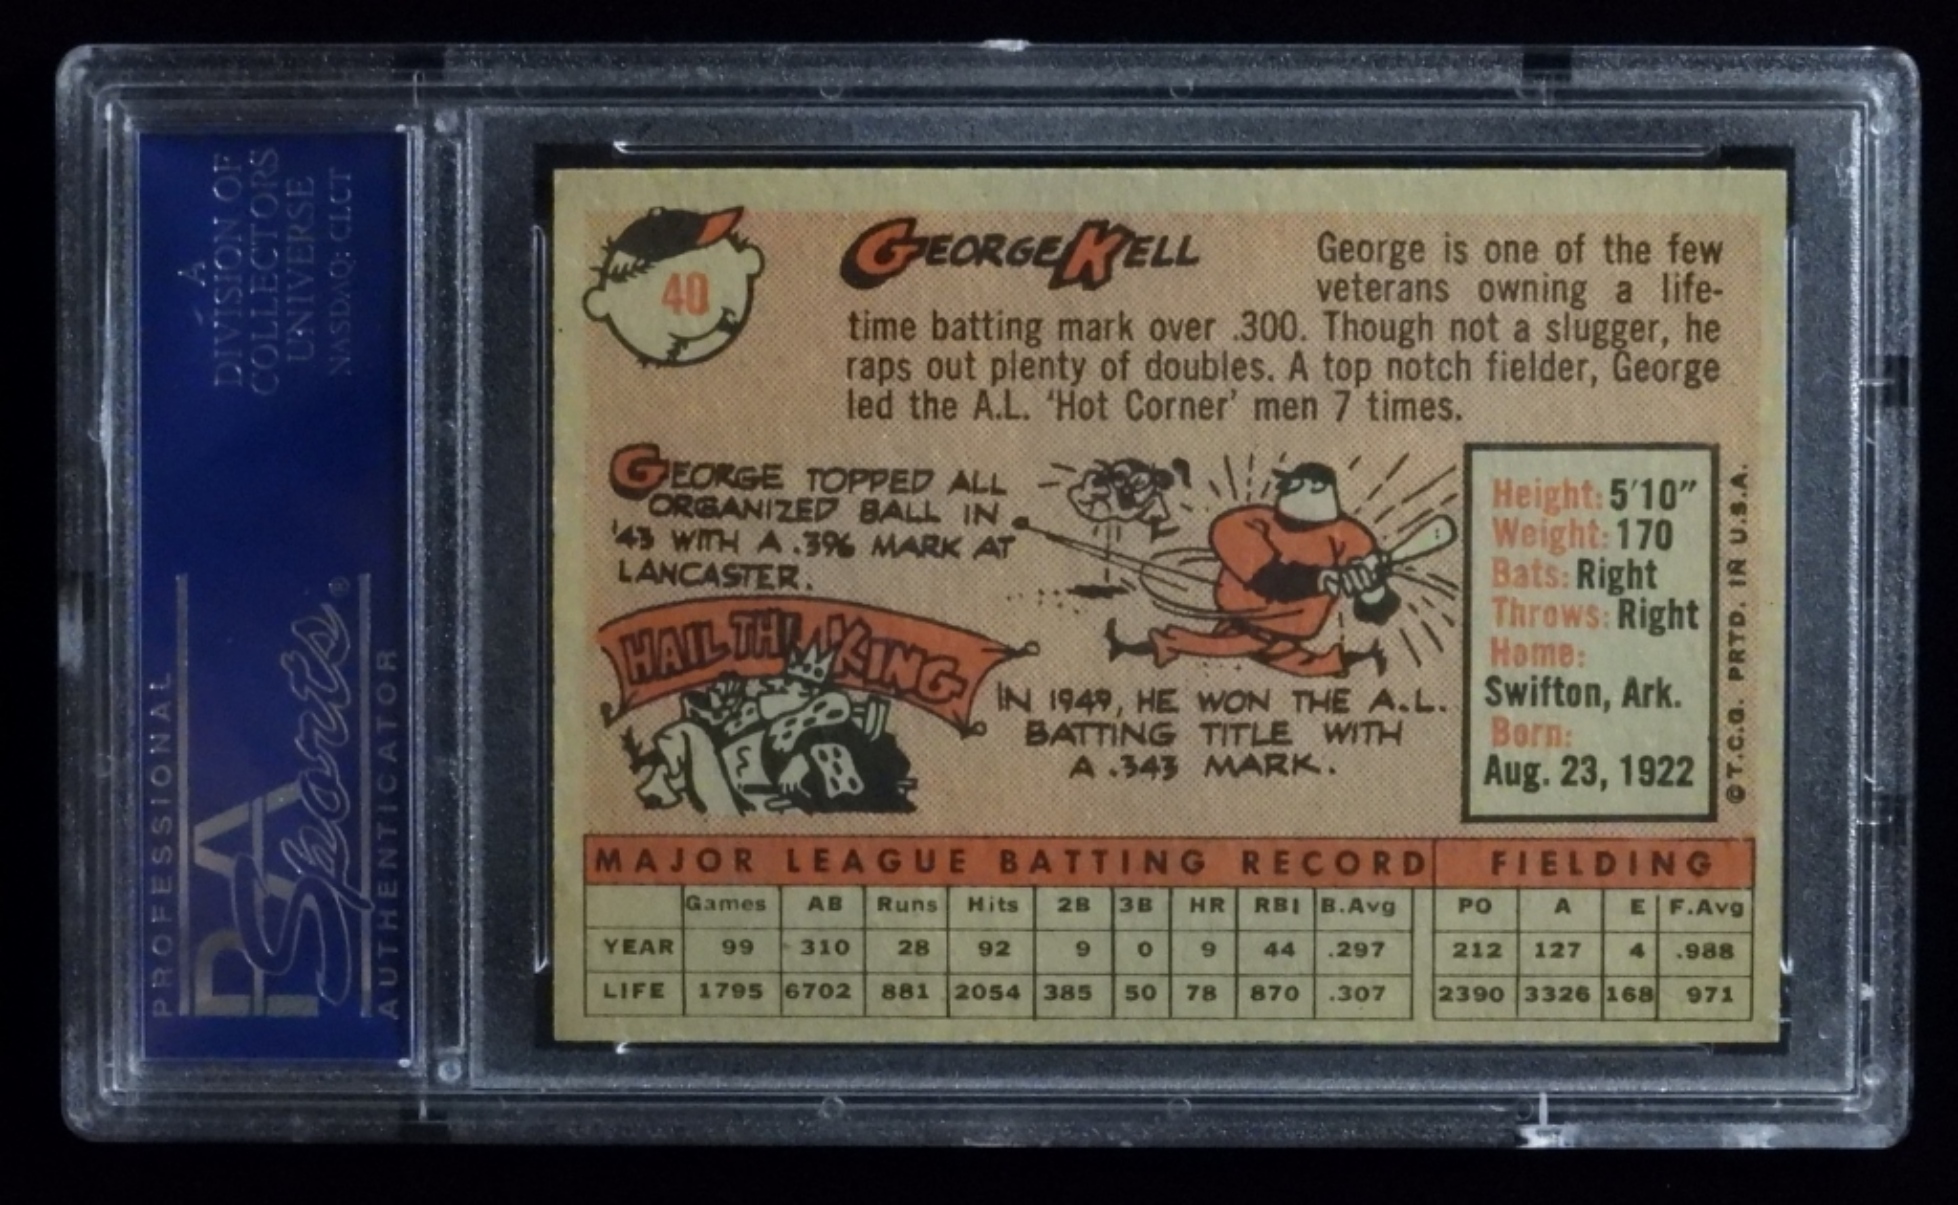 A
DIVISION OF
COLLECTORS
UNIVERSE
NASDAQ: CLCT
PROFESSIONAL
PSA
Sports®
AUTHENTICATOR
40
GEORGE KELL
George is one of the few
veterans owning a life-
time batting mark over .300. Though not a slugger, he
raps out plenty of doubles. A top notch fielder, George
led the A.L. 'Hot Corner' men 7 times.
GEORGE TOPPED ALL
ORGANIZED BALL IN
'43 WITH A .396 MARK AT
LANCASTER.
HAIL TH' KING
IN 1949, HE WON THE A.L.
BATTING TITLE WITH
A .343 MARK.
Height: 5'10"
Weight: 170
Bats: Right
Throws: Right
Home:
Swifton, Ark.
Born:
Aug. 23, 1922
© T.C.G. PRTD. IN U.S.A.
MAJOR LEAGUE BATTING RECORD FIELDING
Games AB Runs Hits 2B 3B HR RBI B.Avg PO A E F.Avg
YEAR 99 310 28 92 9 0 9 44 .297 212 127 4 .988
LIFE 1795 6702 881 2054 385 50 78 870 .307 2390 3326 168 971